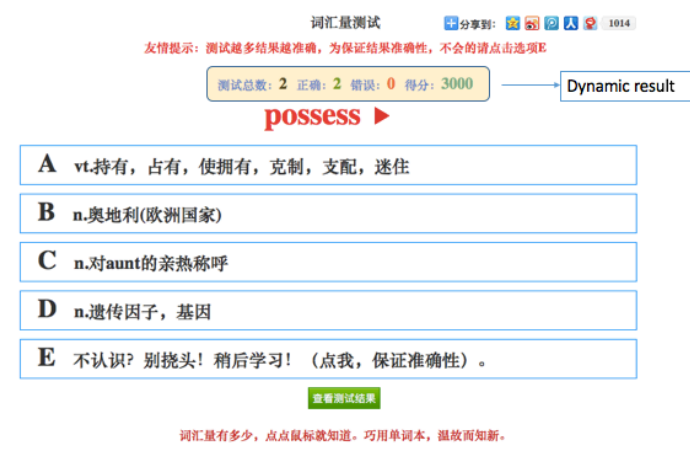 词汇量测试
分享到： 1014
友情提示：测试越多结果越准确，为保证结果准确性，不会的请点击选项E
测试总数：2 正确：2 错误：0 得分：3000
Dynamic result
possess
A vt.持有，占有，使拥有，克制，支配，迷住
B n.奥地利(欧洲国家)
C n.对aunt的亲热称呼
D n.遗传因子，基因
E 不认识？别挠头！稍后学习！（点我，保证准确性）。
查看测试结果
词汇量有多少，点点鼠标就知道。巧用单词本，温故而知新。